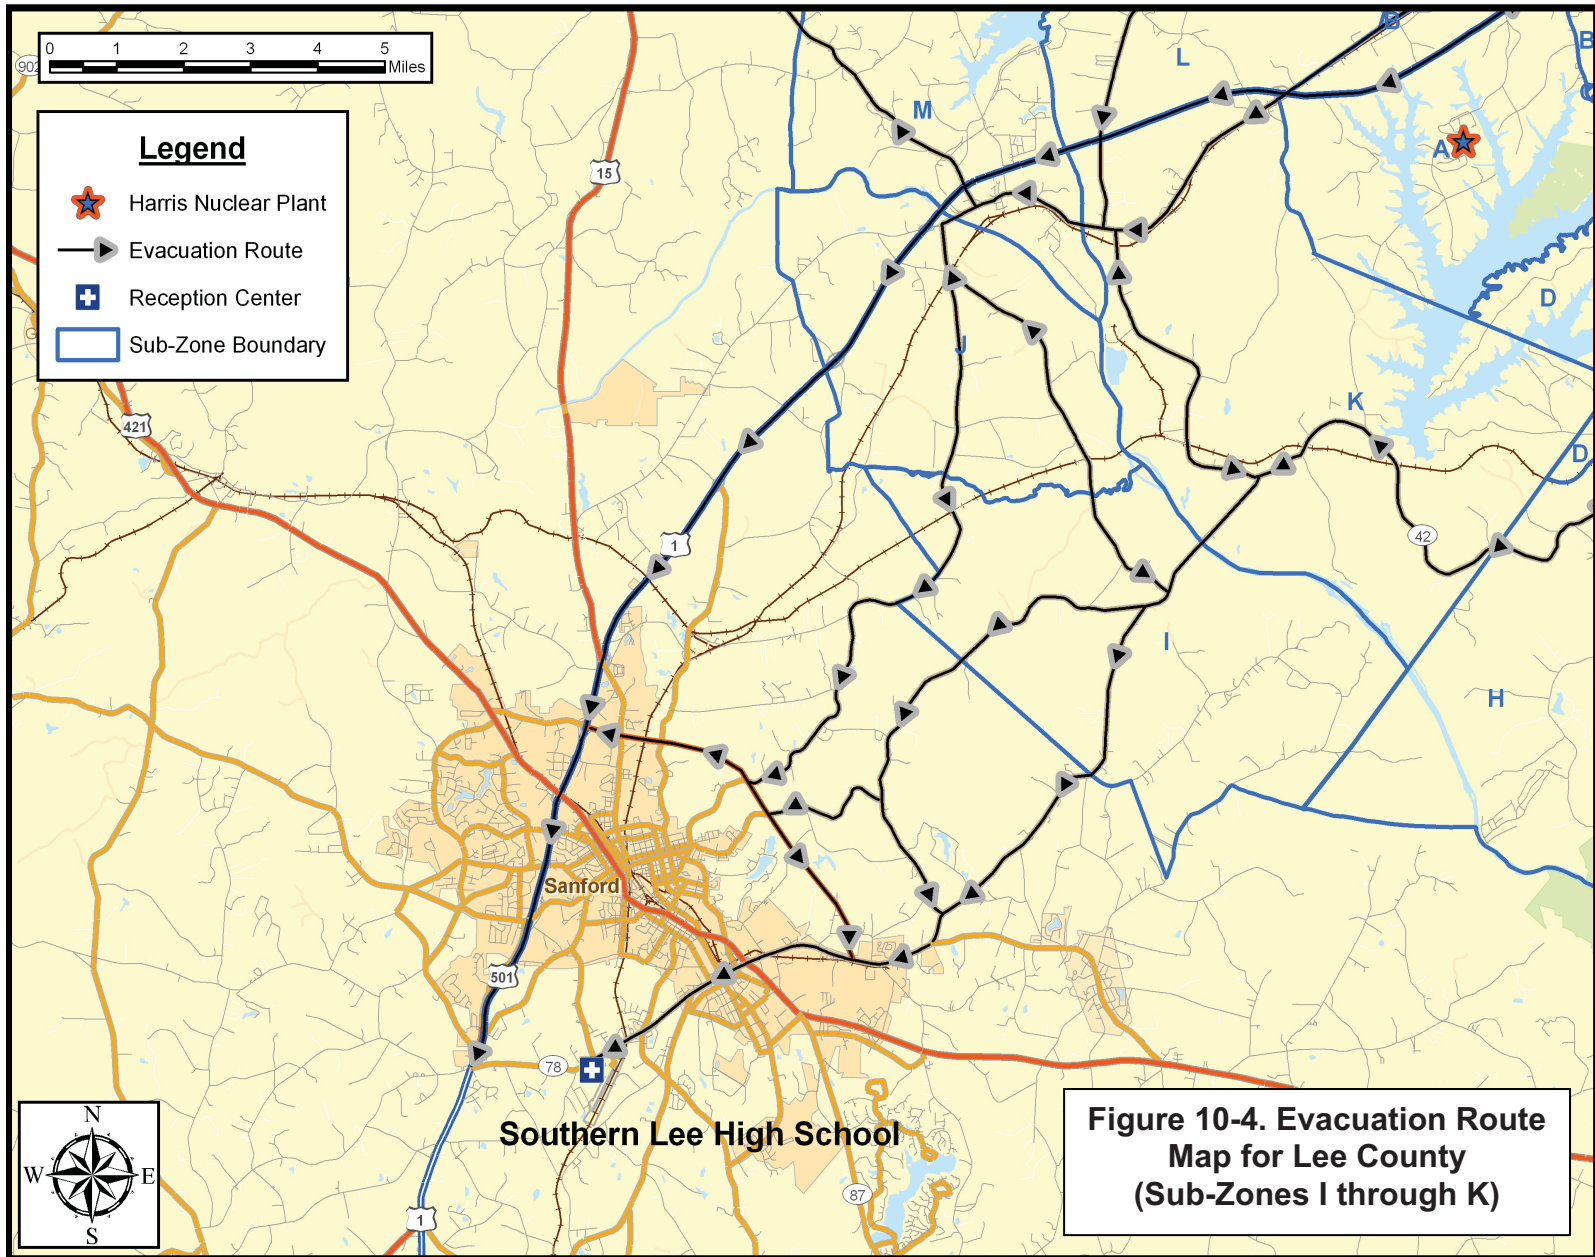 0 1 2 3 4 5
Miles
902
Legend
Harris Nuclear Plant
Evacuation Route
Reception Center
Sub-Zone Boundary
G
15
421
1
M
L
B
B
A
D
J
K
D
42
I
H
Sanford
501
78
Southern Lee High School
87
1
N
W E
S
Figure 10-4. Evacuation Route
Map for Lee County
(Sub-Zones I through K)